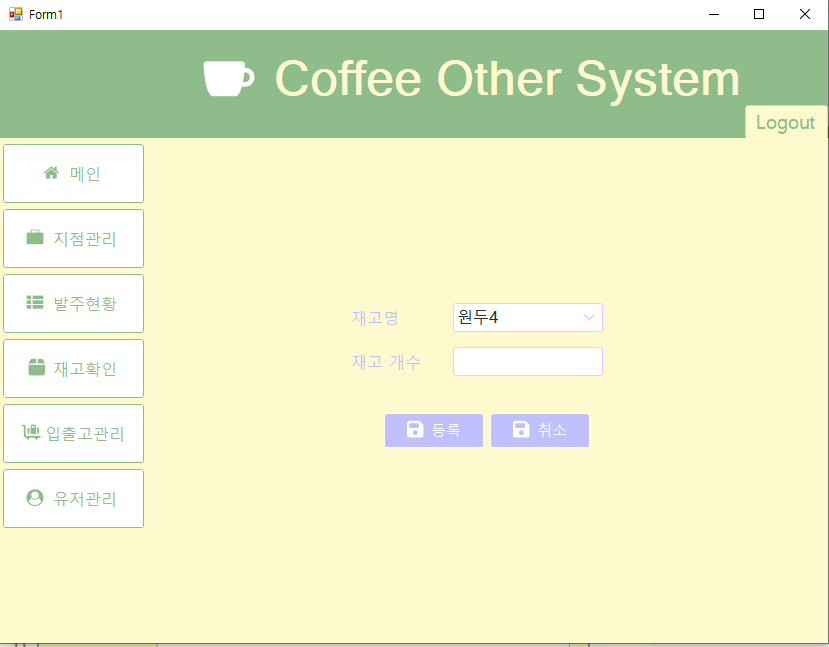 Form1
Coffee Other System
Logout
메인
지점관리
발주현황
재고확인
입출고관리
유저관리
재고명
원두4
재고 개수
등록
취소